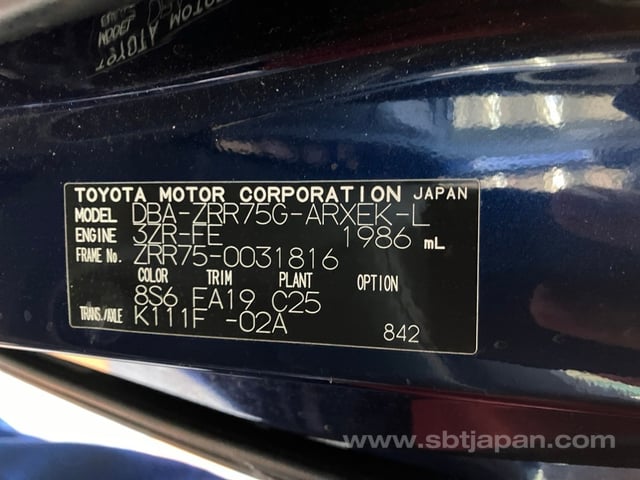 TOYOTA MOTOR CORPORATION JAPAN
MODEL DBA-ZRR75G-ARXEK-L
ENGINE 3ZR-FE 1986 mL
FRAME No. ZRR75-0031816
COLOR TRIM PLANT OPTION
8S6 FA19 C25
TRANS./AXLE K111F -02A 842
www.sbtjapan.com